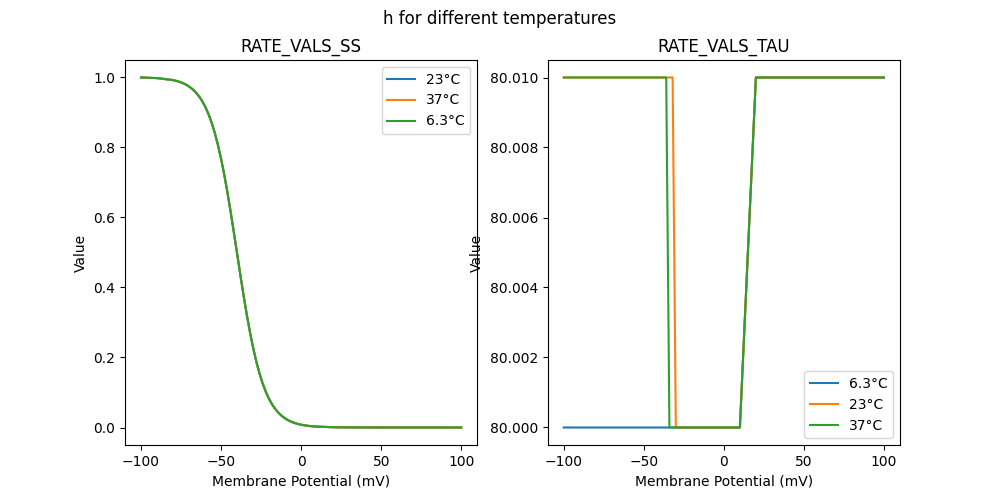 h for different temperatures
RATE_VALS_SS
1.0
0.8
0.6
0.4
0.2
0.0
Value
−100
−50
0
50
100
Membrane Potential (mV)
23°C
37°C
6.3°C
RATE_VALS_TAU
80.010
80.008
80.006
80.004
80.002
80.000
Value
−100
−50
0
50
100
Membrane Potential (mV)
6.3°C
23°C
37°C